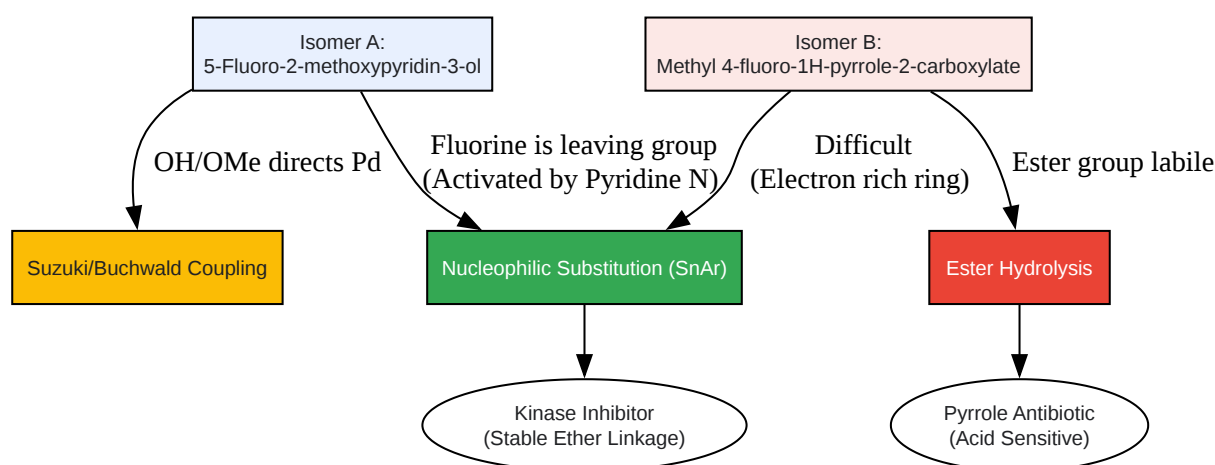 Isomer A:
5-Fluoro-2-methoxypyridin-3-ol
Isomer B:
Methyl 4-fluoro-1H-pyrrole-2-carboxylate
OH/OMe directs Pd
Fluorine is leaving group
(Activated by Pyridine N)
Difficult
(Electron rich ring)
Ester group labile
Suzuki/Buchwald Coupling
Nucleophilic Substitution (SnAr)
Ester Hydrolysis
Kinase Inhibitor
(Stable Ether Linkage)
Pyrrole Antibiotic
(Acid Sensitive)